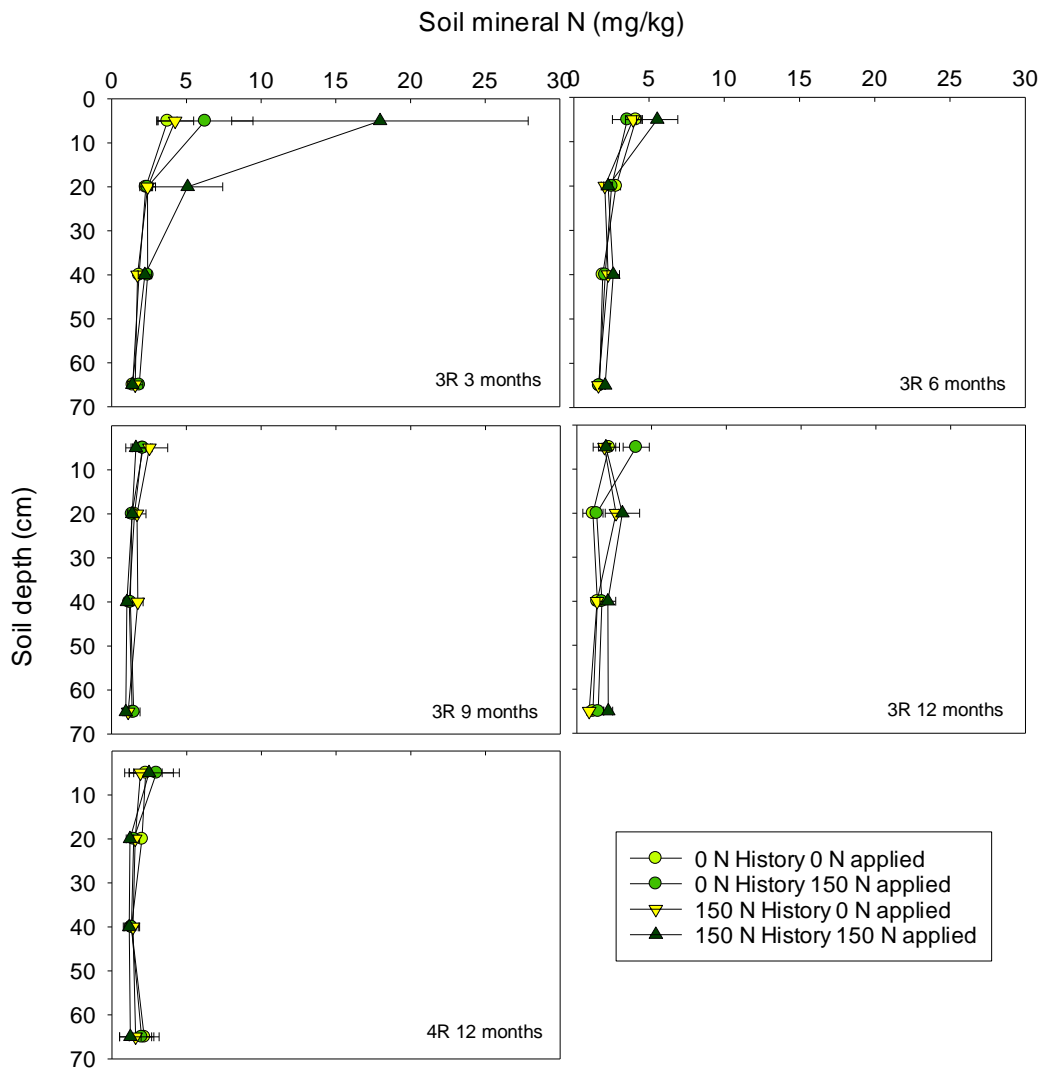 Soil mineral N (mg/kg)
0 5 10 15 20 25 30
0 5 10 15 20 25 30
0
10
20
30
40
50
60
70
3R 3 months
3R 6 months
Soil depth (cm)
10
20
30
40
50
60
70
3R 9 months
3R 12 months
10
20
30
40
50
60
70
4R 12 months
0 N History 0 N applied
0 N History 150 N applied
150 N History 0 N applied
150 N History 150 N applied